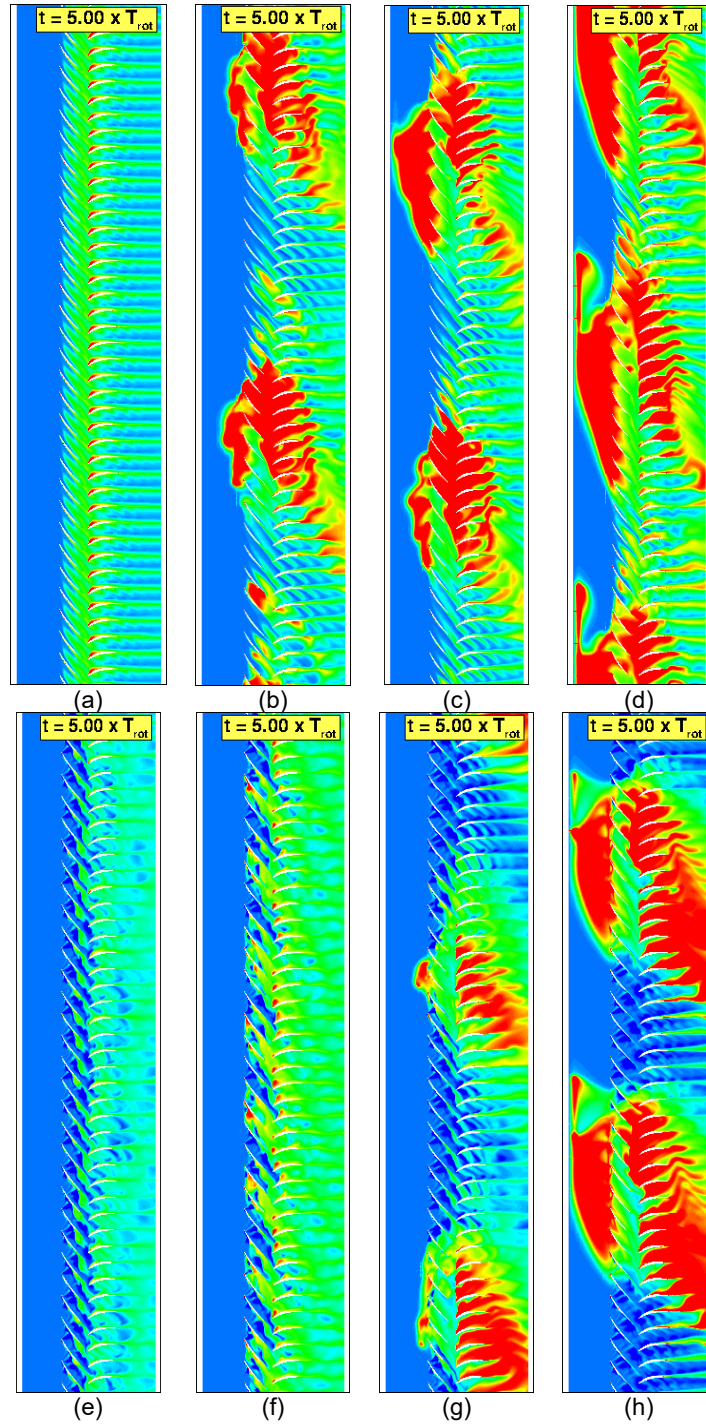 t = 5.00 x T_rot
t = 5.00 x T_rot
t = 5.00 x T_rot
t = 5.00 x T_rot
(a)
(b)
(c)
(d)
t = 5.00 x T_rot
t = 5.00 x T_rot
t = 5.00 x T_rot
t = 5.00 x T_rot
(e)
(f)
(g)
(h)